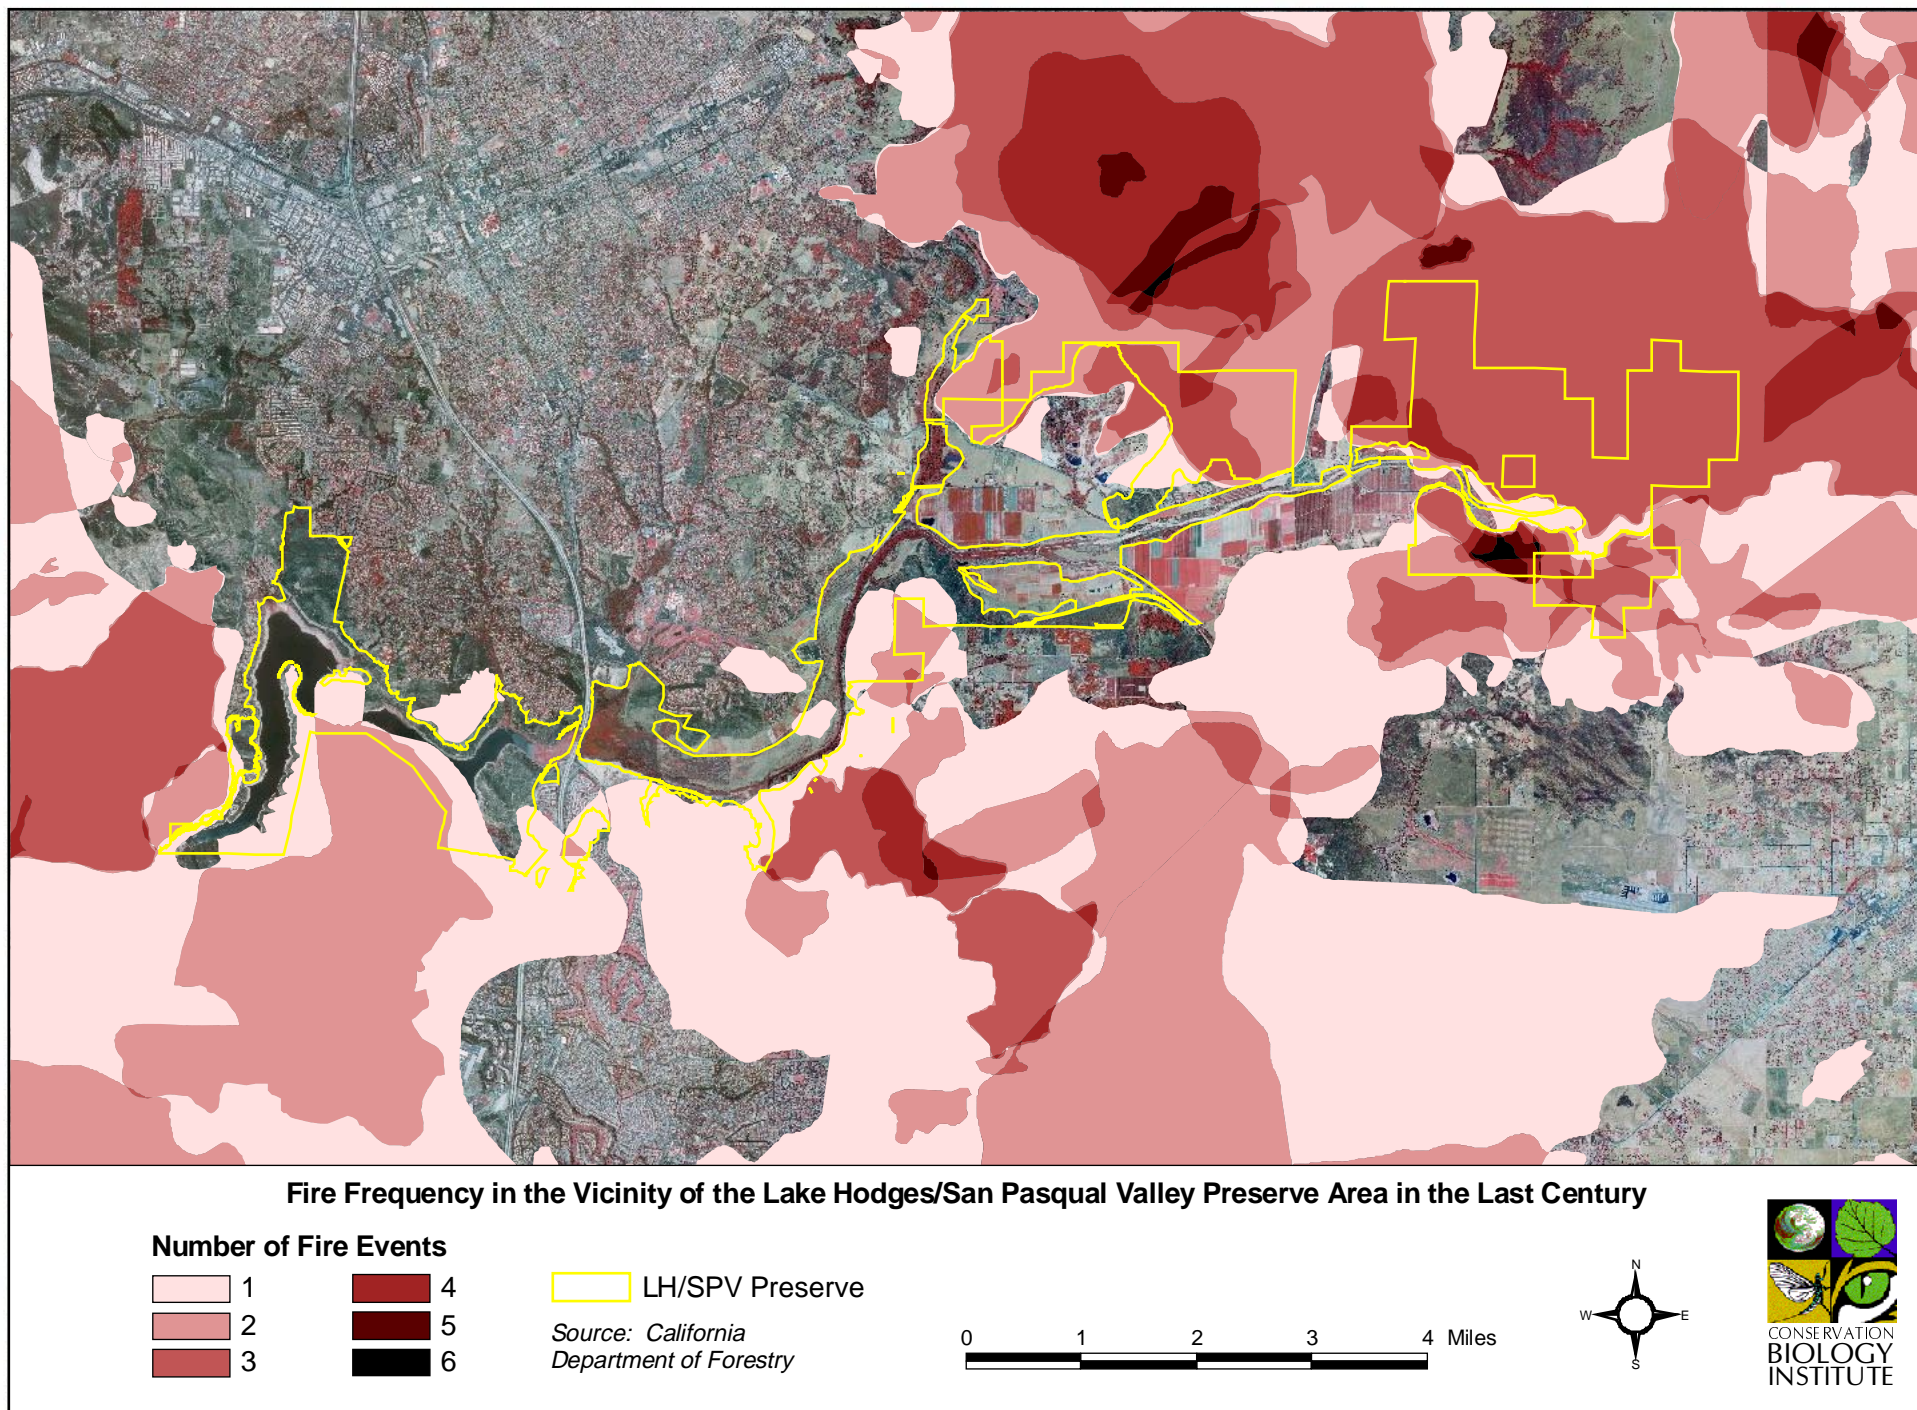 Fire Frequency in the Vicinity of the Lake Hodges/San Pasqual Valley Preserve Area in the Last Century
Number of Fire Events
1
2
3
4
5
6
LH/SPV Preserve
Source: California
Department of Forestry
0 1 2 3 4 Miles
N
W E
S
CONSERVATION
BIOLOGY
INSTITUTE